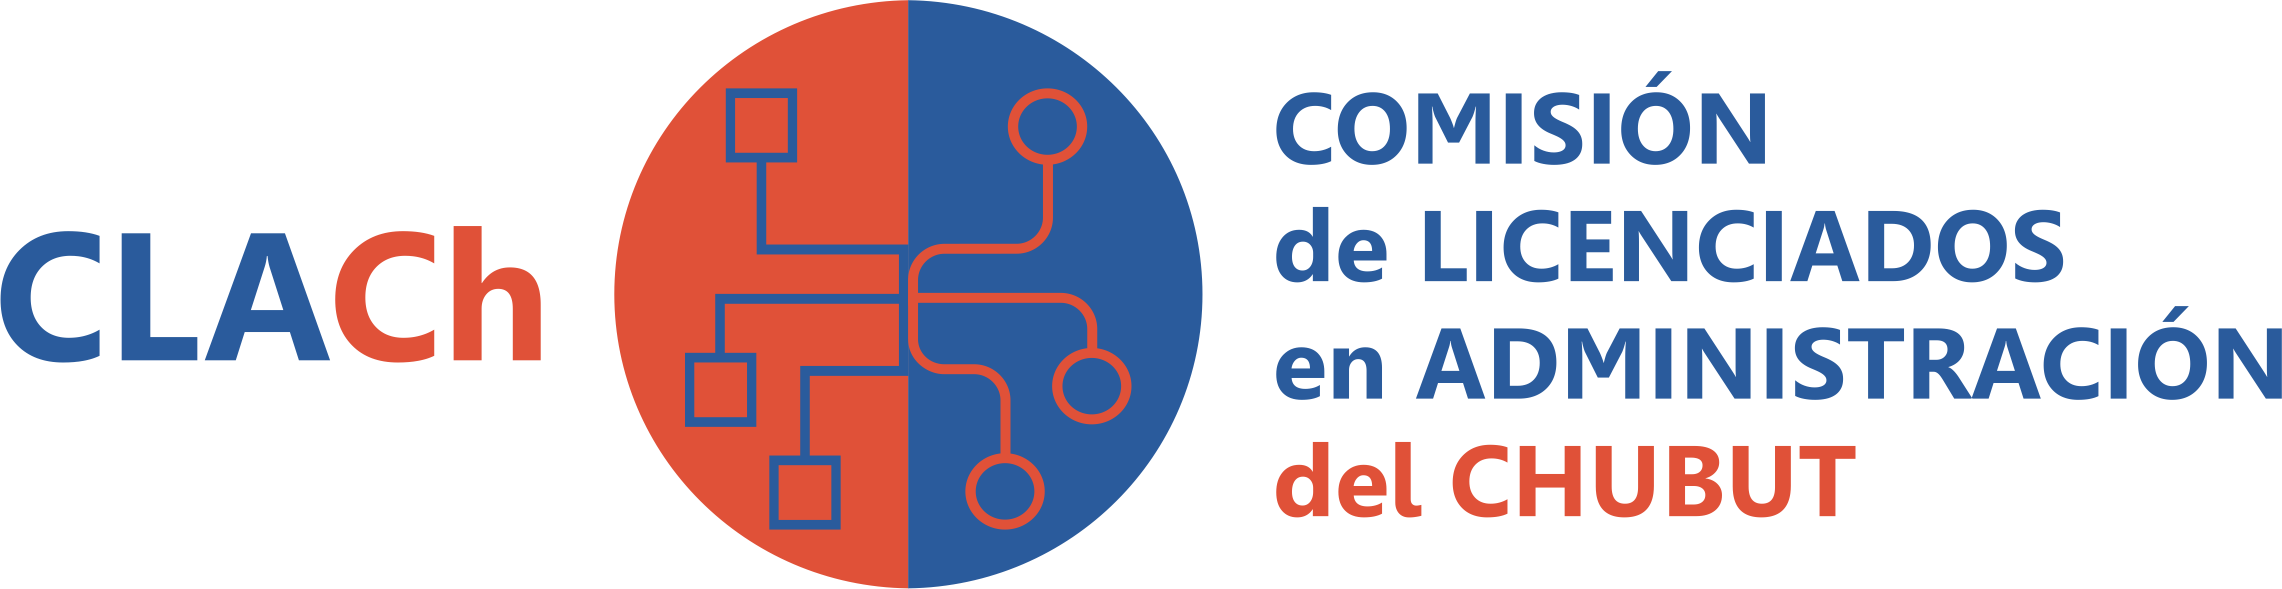 CLACh
COMISIÓN
de LICENCIADOS
en ADMINISTRACIÓN
del CHUBUT